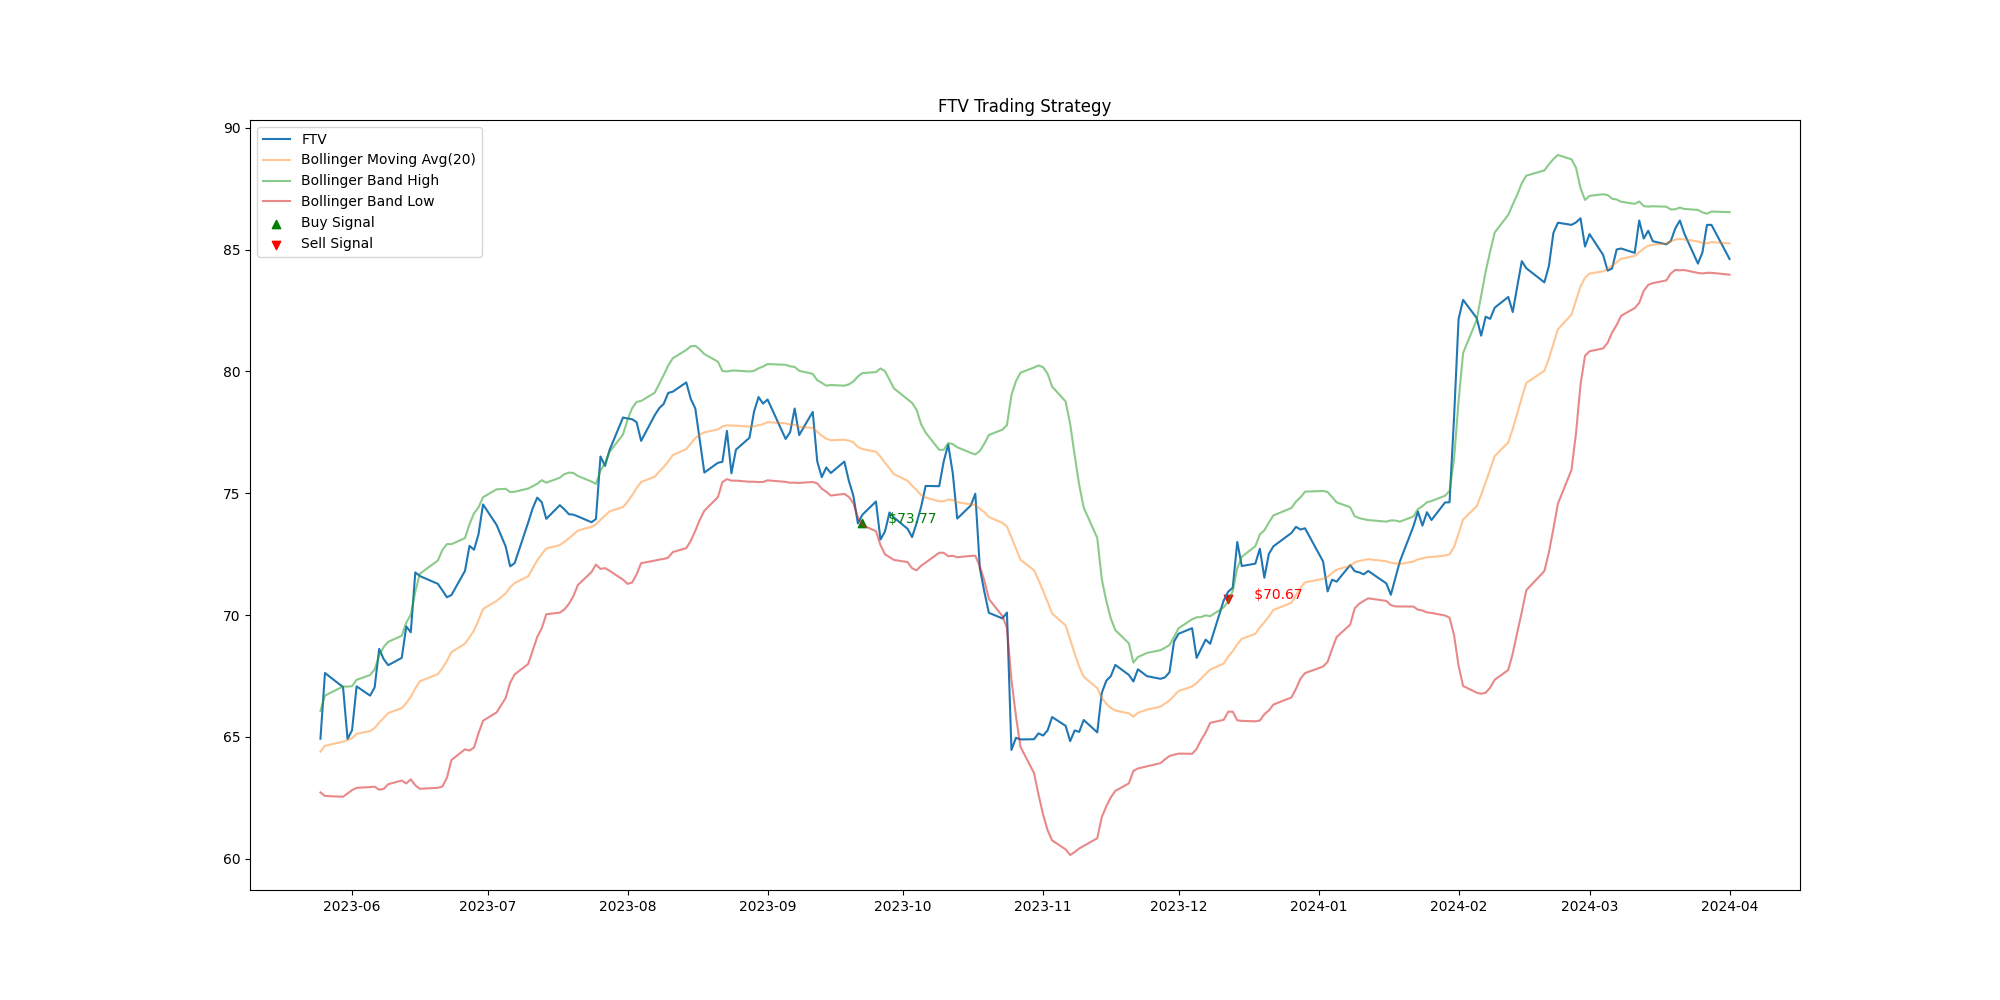 FTV Trading Strategy
90
85
80
75
70
65
60
FTV
Bollinger Moving Avg(20)
Bollinger Band High
Bollinger Band Low
Buy Signal
Sell Signal
$73.77
$70.67
2023-06 2023-07 2023-08 2023-09 2023-10 2023-11 2023-12 2024-01 2024-02 2024-03 2024-04